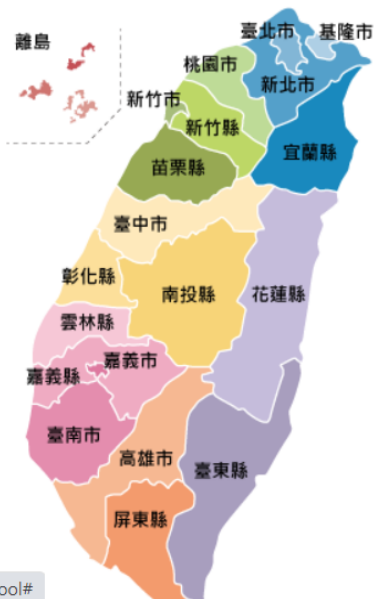 離島
臺北市
基隆市
桃園市
新北市
新竹市
新竹縣
宜蘭縣
苗栗縣
臺中市
彰化縣
南投縣
花蓮縣
雲林縣
嘉義市
嘉義縣
臺南市
高雄市
臺東縣
屏東縣
ool#